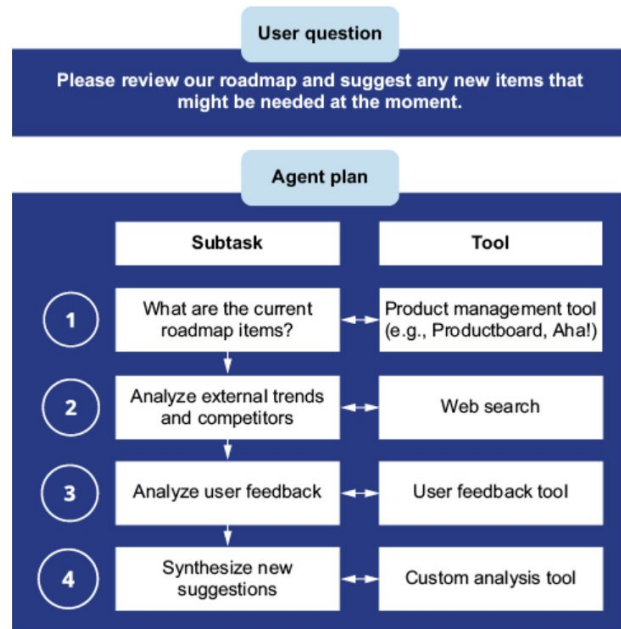 User question
Please review our roadmap and suggest any new items that
might be needed at the moment.
Agent plan
Subtask
Tool
1
What are the current
roadmap items?
Product management tool
(e.g., Productboard, Aha!)
2
Analyze external trends
and competitors
Web search
3
Analyze user feedback
User feedback tool
4
Synthesize new
suggestions
Custom analysis tool